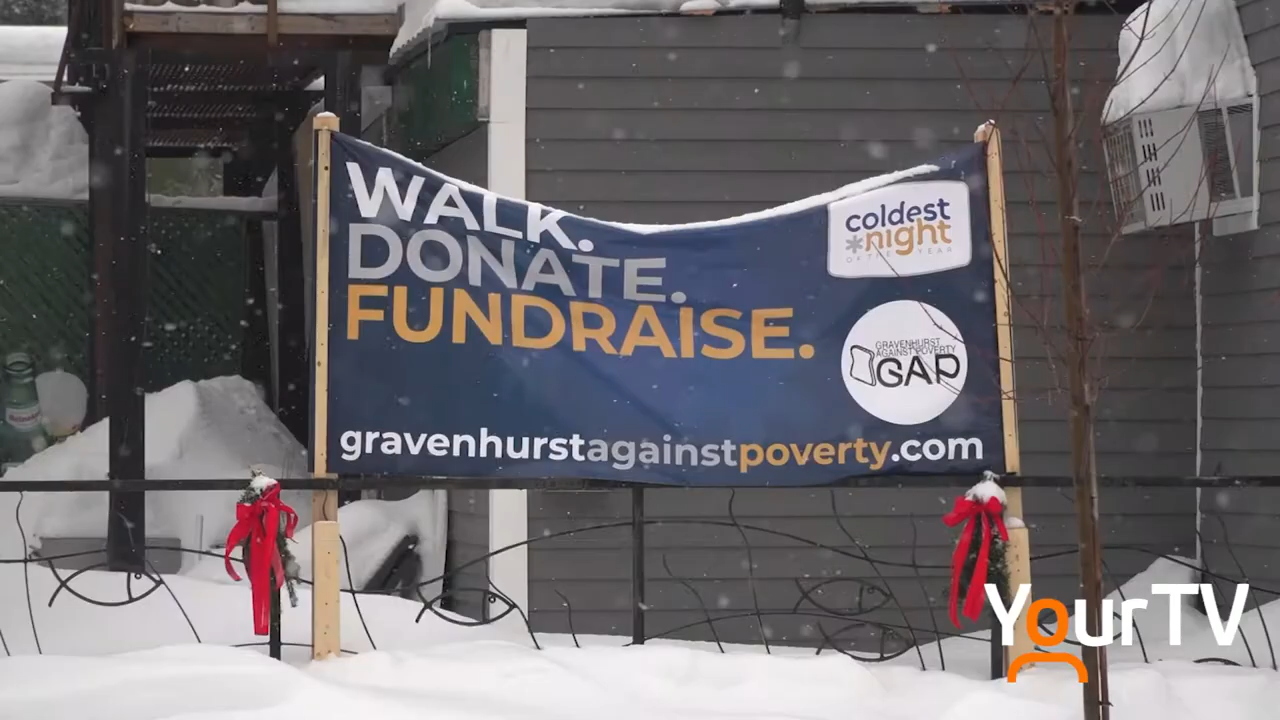 WALK.
DONATE.
FUNDRAISE.
coldest
*night
OF THE YEAR
GRAVENHURST
AGAINST POVERTY
GAP
gravenhurstagainstpoverty.com
YourTV